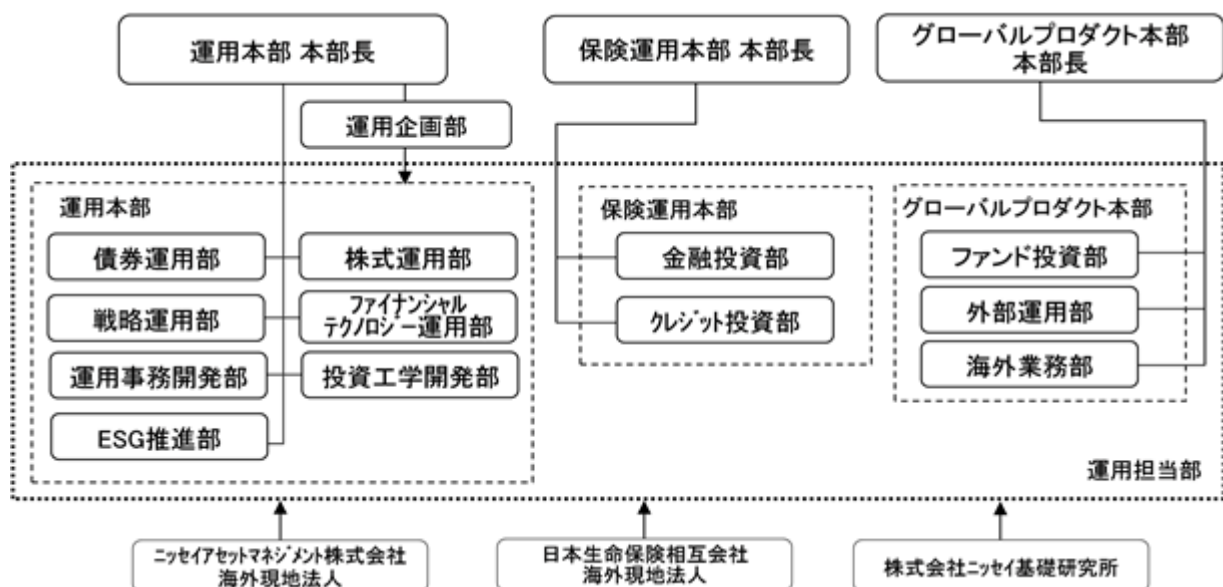 運用本部 本部長
保険運用本部 本部長
グローバルプロダクト本部
本部長
運用企画部
運用本部
債券運用部
株式運用部
戦略運用部
ファイナンシャル
テクノロジー運用部
運用事務開発部
投資工学開発部
ESG推進部
保険運用本部
金融投資部
クレジット投資部
グローバルプロダクト本部
ファンド投資部
外部運用部
海外業務部
運用担当部
ニッセイアセットマネジメント株式会社
海外現地法人
日本生命保険相互会社
海外現地法人
株式会社ニッセイ基礎研究所